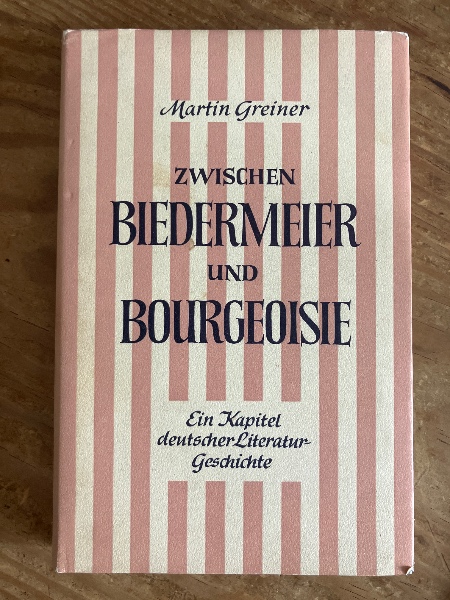 Martin Greiner
ZWISCHEN
BIEDERMEIER
UND
BOURGEOISIE
Ein Kapitel
deutscher Literatur-
Geschichte